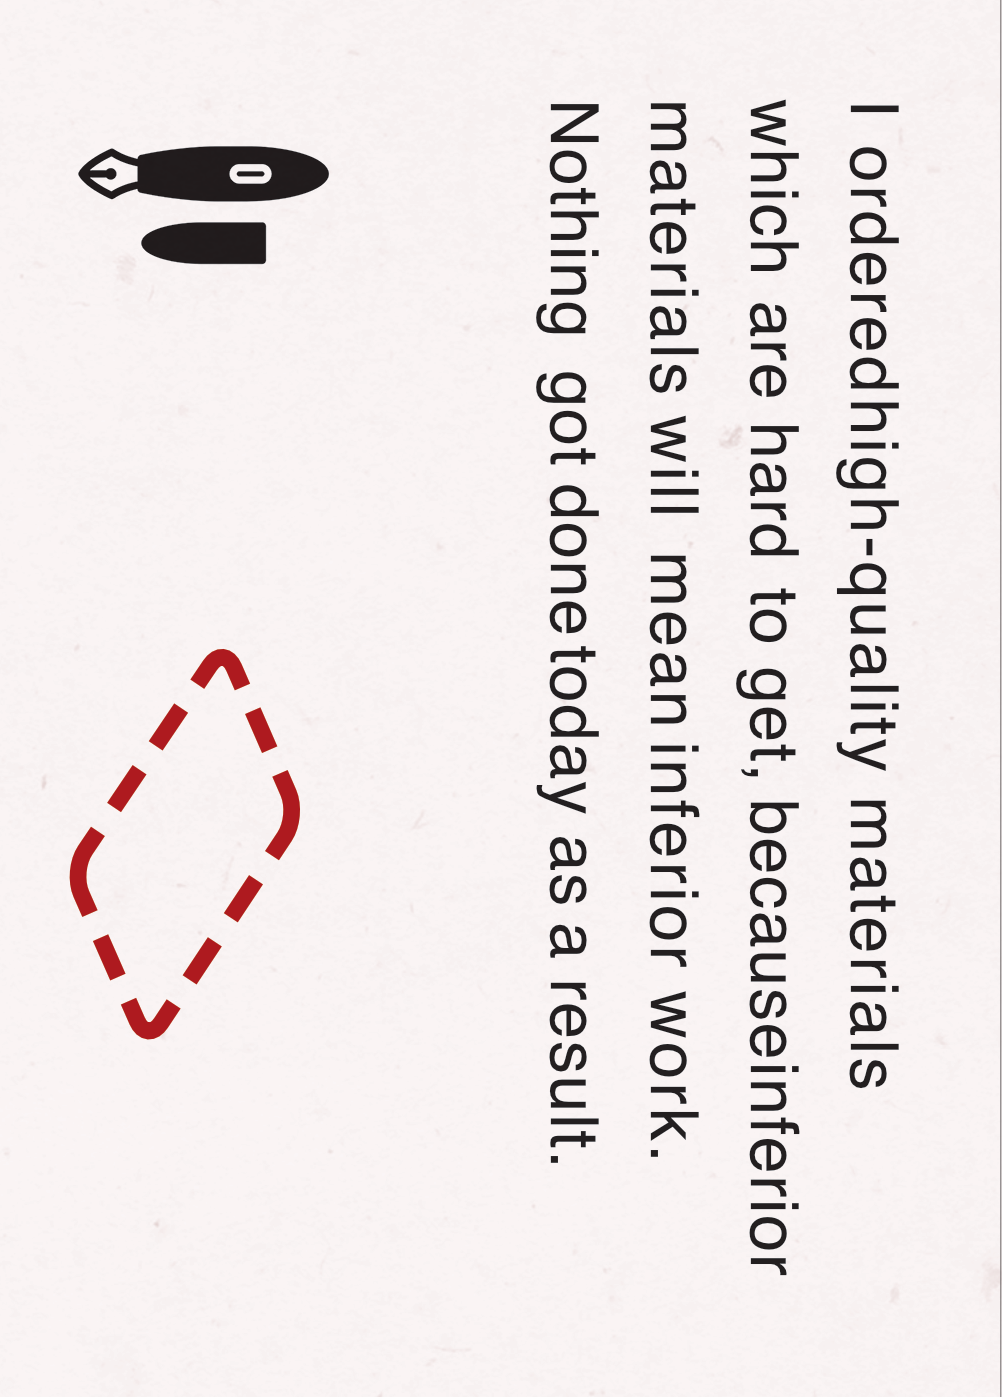 I orderedhigh-quality materials
which are hard to get, becauseinferior
materials will mean inferior work.
Nothing got done today as a result.